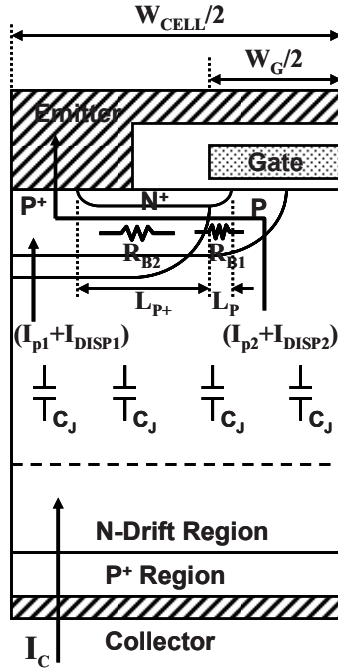 W_CELL/2
W_G/2
Emitter
Gate
P⁺ N⁺ P
R_B2 R_B1
L_P+ L_P
(I_p1+I_DISP1) (I_p2+I_DISP2)
C_J C_J C_J C_J
N-Drift Region
P⁺ Region
I_C Collector